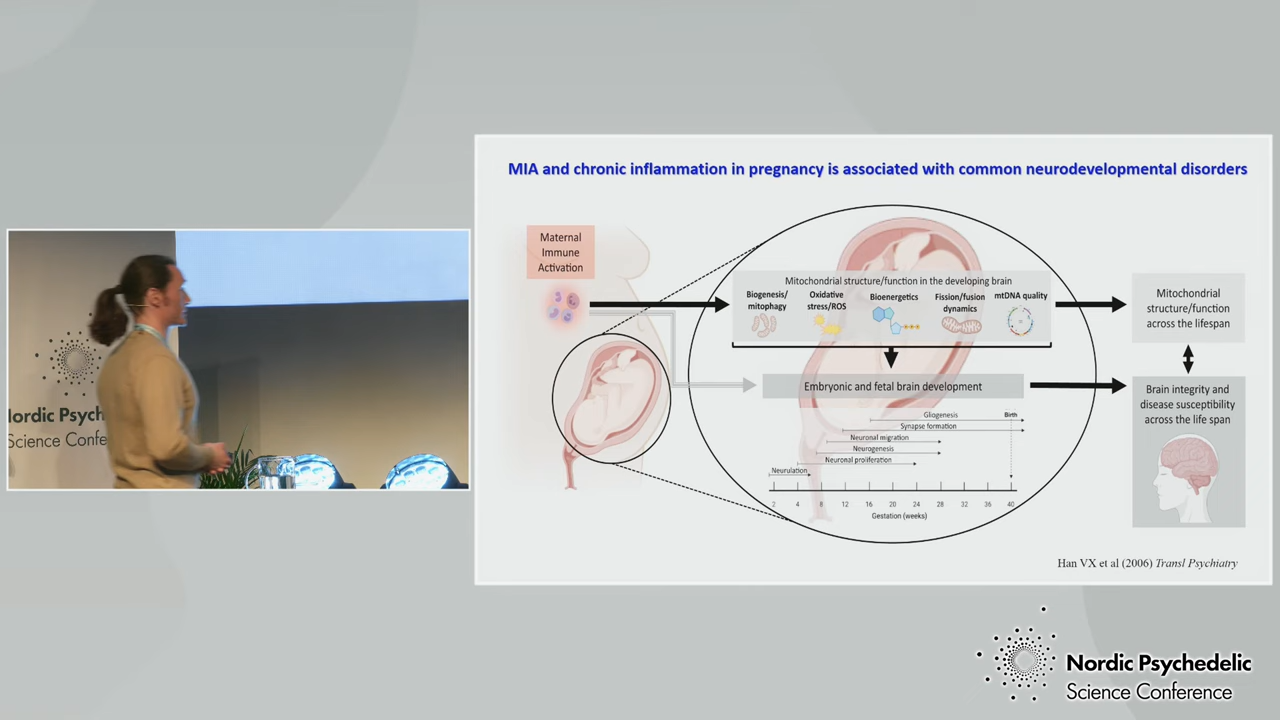 MIA and chronic inflammation in pregnancy is associated with common neurodevelopmental disorders
Maternal
Immune
Activation
Mitochondrial structure/function in the developing brain
Biogenesis/
mitophagy
Oxidative
stress/ROS
Bioenergetics
Fission/fusion
dynamics
mtDNA quality
Mitochondrial
structure/function
across the lifespan
Embryonic and fetal brain development
Brain integrity and
disease susceptibility
across the life span
Gliogenesis
Birth
Synapse formation
Neuronal migration
Neurogenesis
Neuronal proliferation
Neurulation
2 4 8 12 16 20 24 28 32 36 40
Gestation (weeks)
Han VX et al (2006) Transl Psychiatry
lordic Psych
Science Confe
Nordic Psychedelic
Science Conference